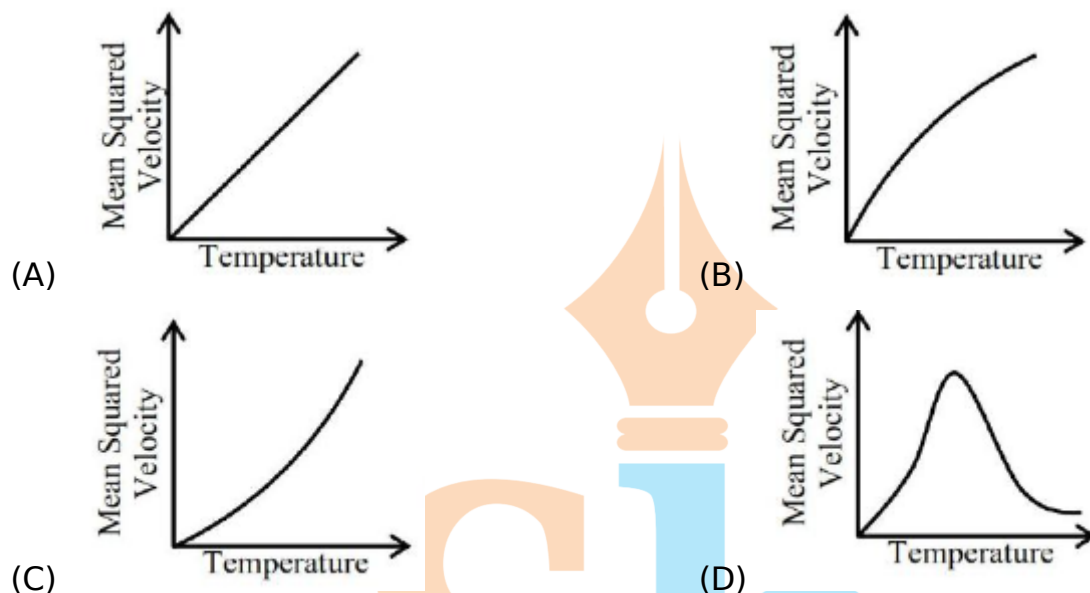 Mean Squared
Velocity
Temperature
(A)
Mean Squared
Velocity
Temperature
(B)
Mean Squared
Velocity
Temperature
(C)
Mean Squared
Velocity
Temperature
(D)